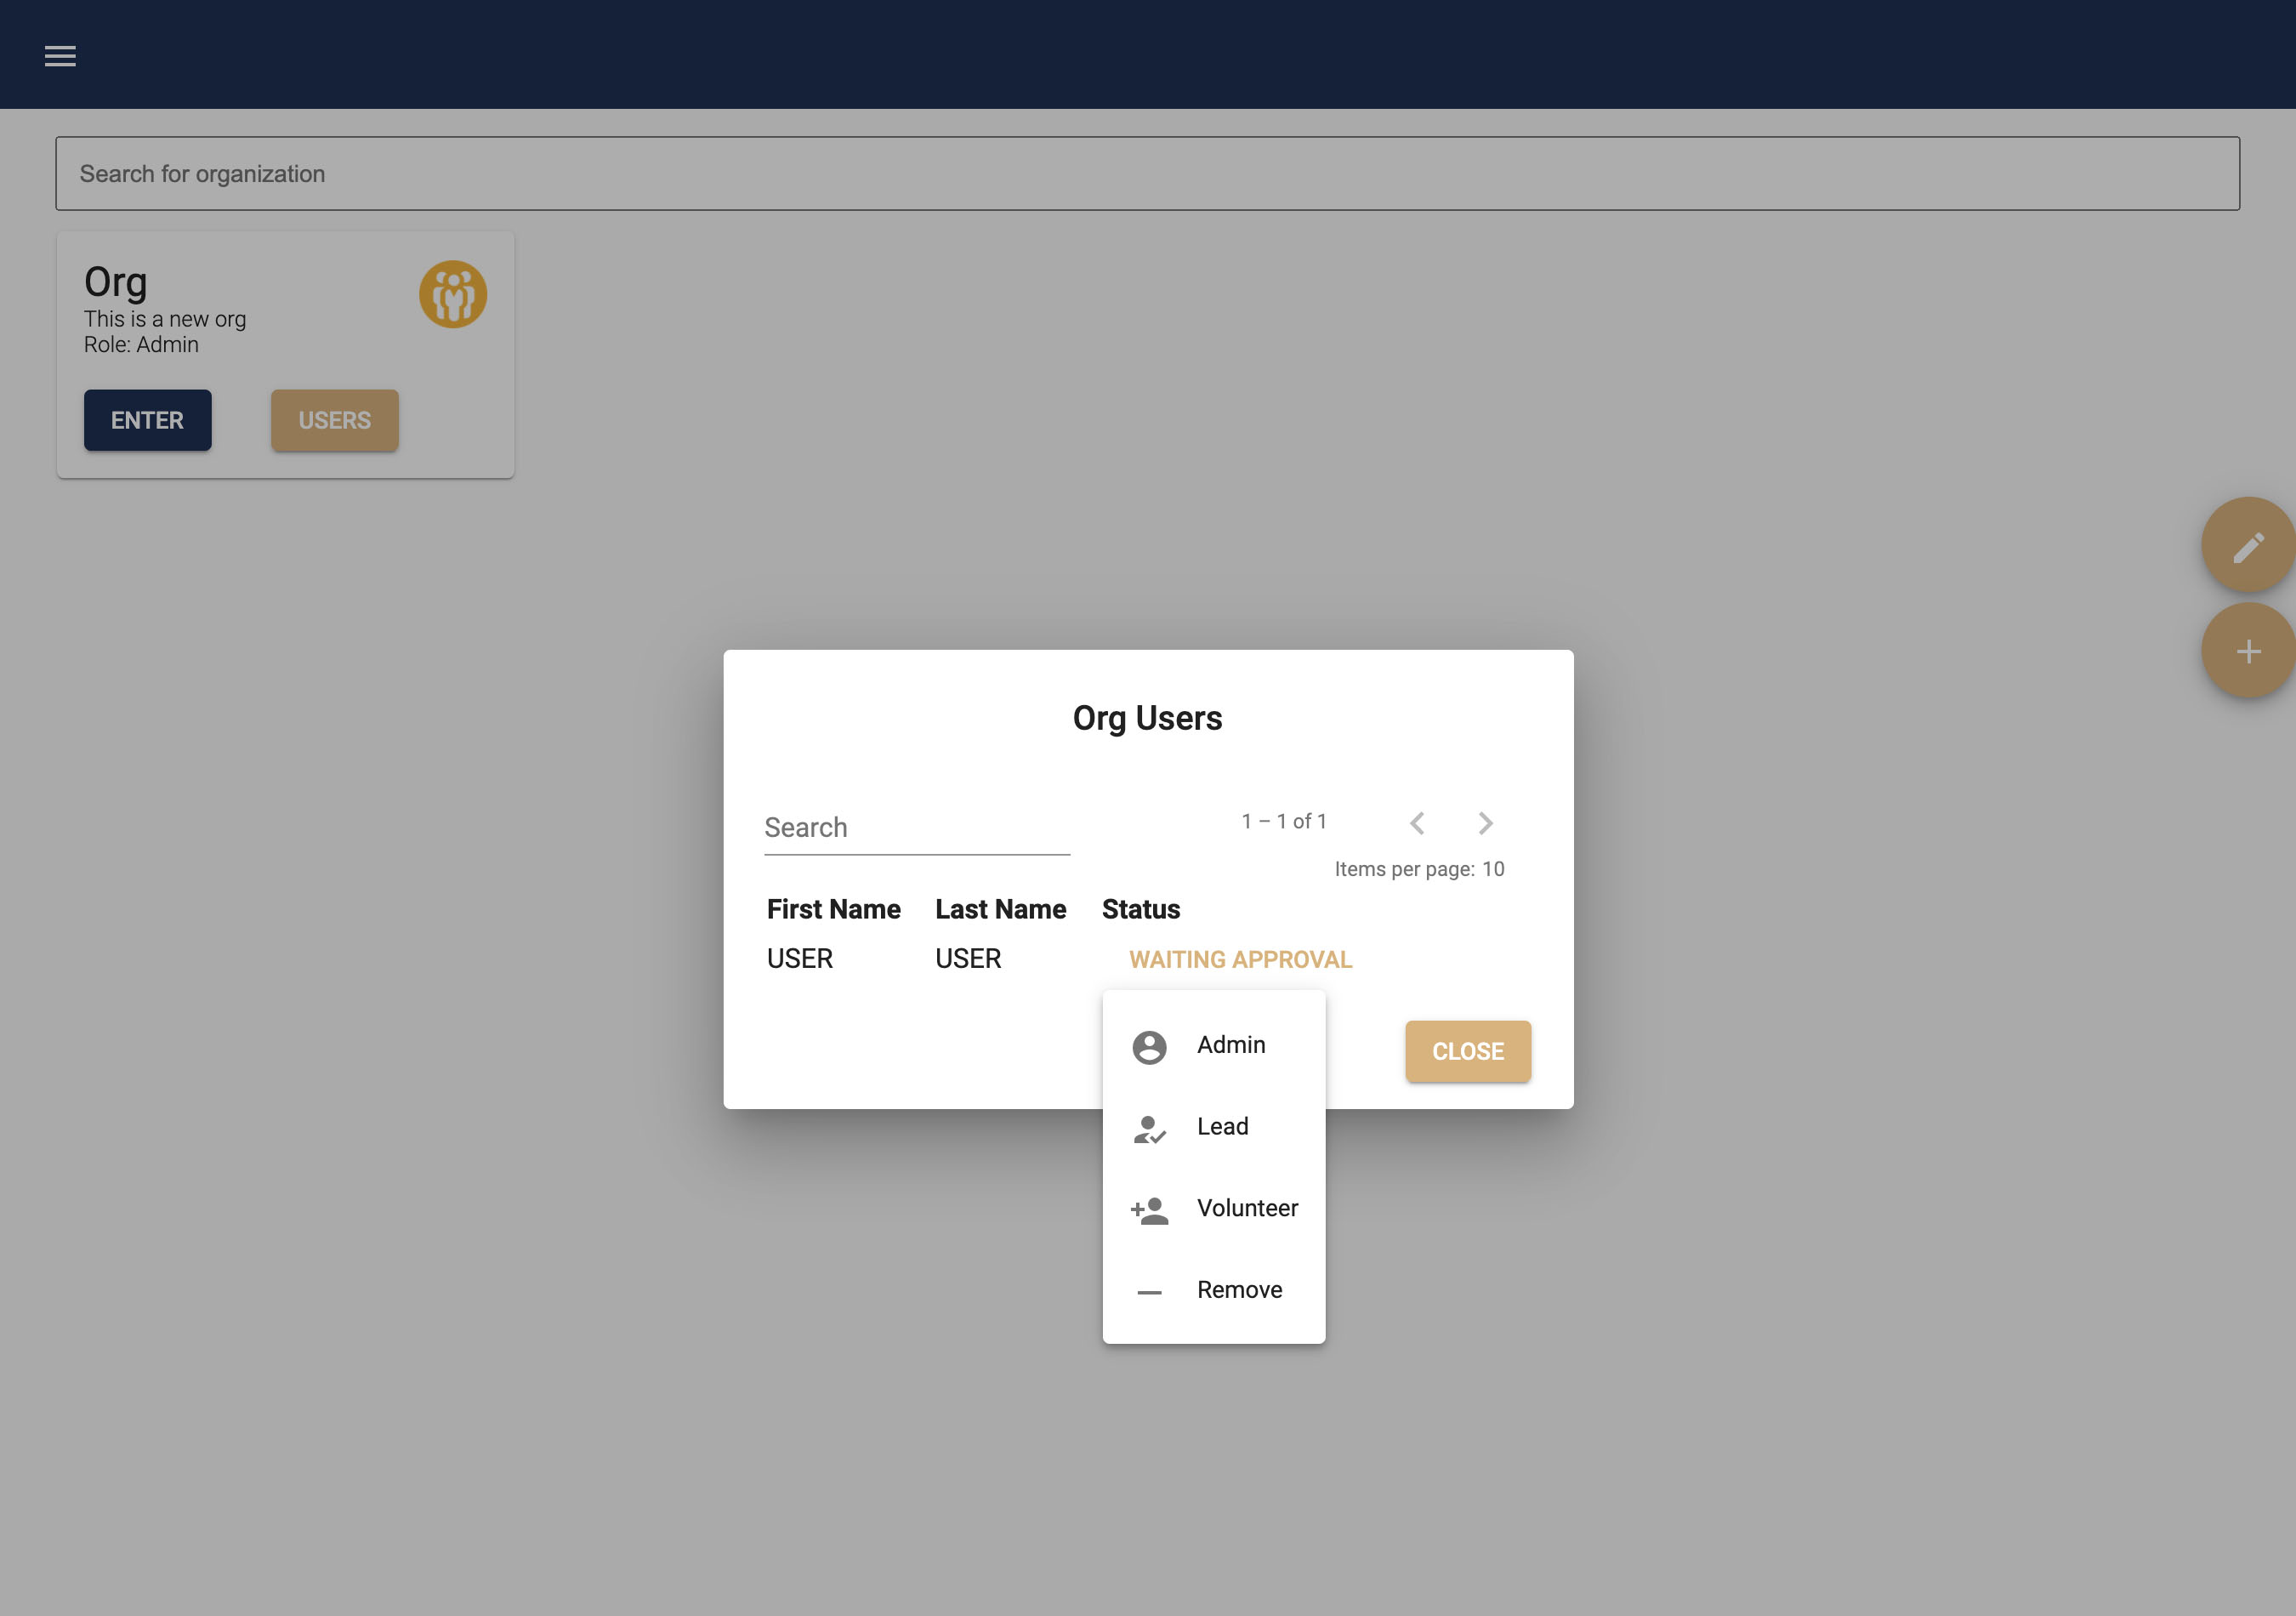 Search for organization
Org
This is a new org
Role: Admin
ENTER USERS
Org Users
Search 1 – 1 of 1
Items per page: 10
First Name Last Name Status
USER USER WAITING APPROVAL
Admin
CLOSE
Lead
Volunteer
Remove